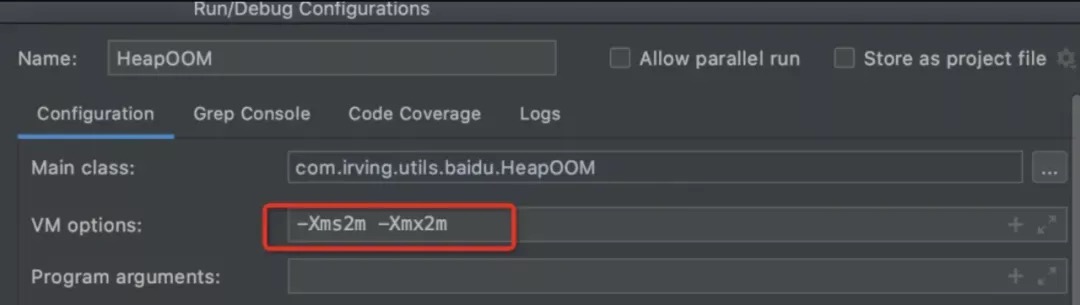 Run/Debug Configurations
Name: HeapOOM Allow parallel run Store as project file
Configuration Grep Console Code Coverage Logs
Main class: com.irving.utils.baidu.HeapOOM ...
VM options: -Xms2m -Xmx2m
Program arguments: